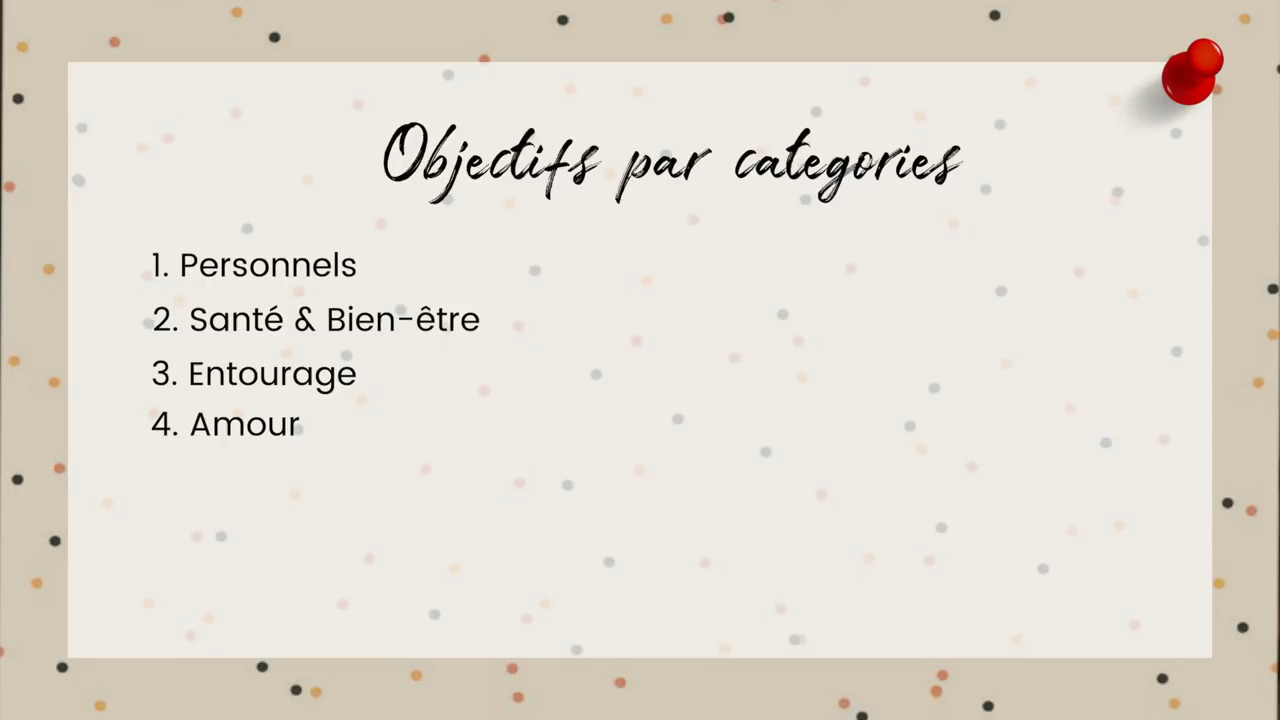 Objectifs par categories
1. Personnels
2. Santé & Bien-être
3. Entourage
4. Amour